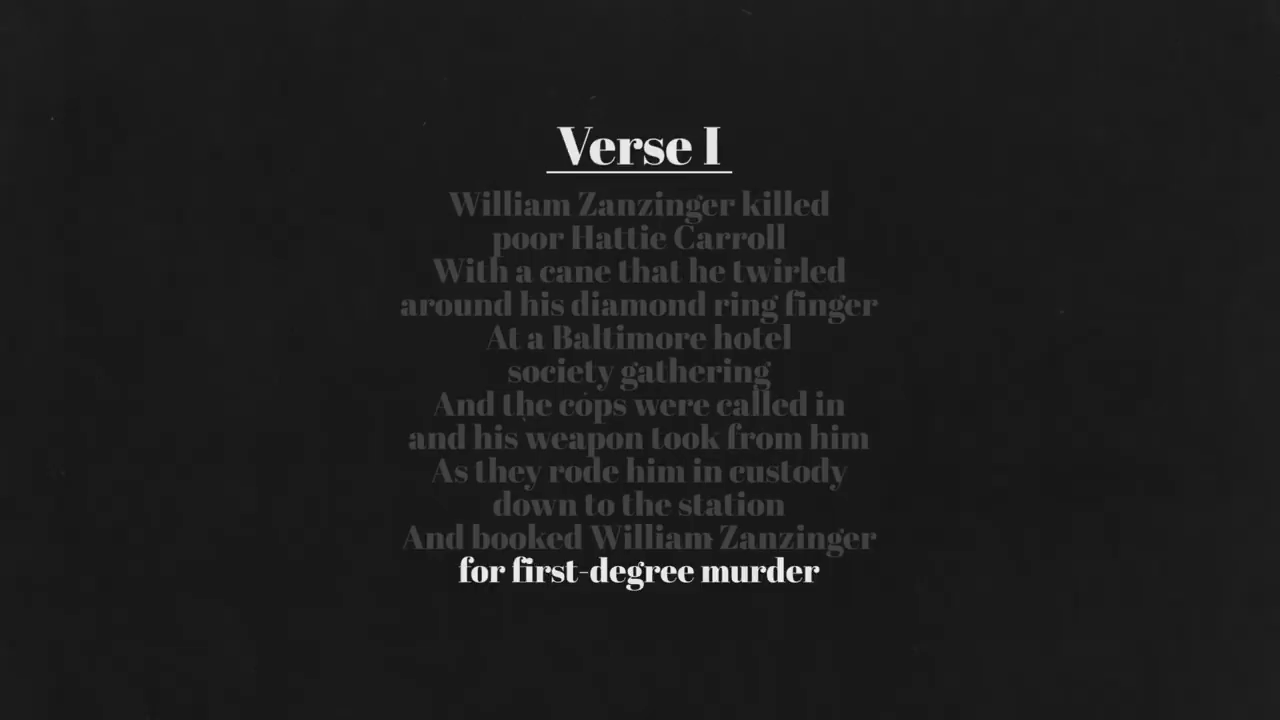 Verse I
William Zanzinger killed
poor Hattie Carroll
With a cane that he twirled
around his diamond ring finger
At a Baltimore hotel
society gathering
And the cops were called in
and his weapon took from him
As they rode him in custody
down to the station
And booked William Zanzinger
for first-degree murder